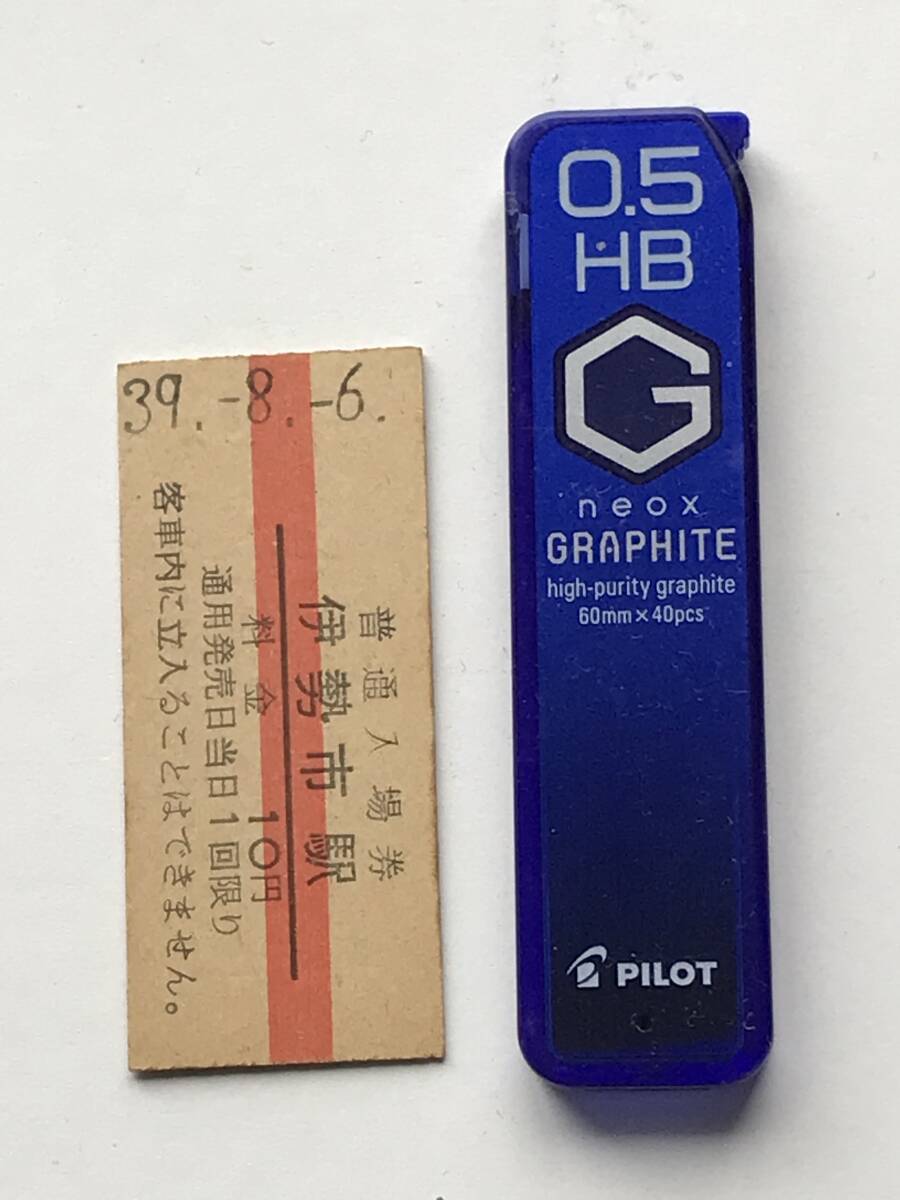 39.-8.-6.
普通入場券
伊勢市駅
料金 10円
通用発売日当日1回限り
客車内に立入ることはできません。
0.5
HB
G
neox
GRAPHITE
high-purity graphite
60mm×40pcs
PILOT